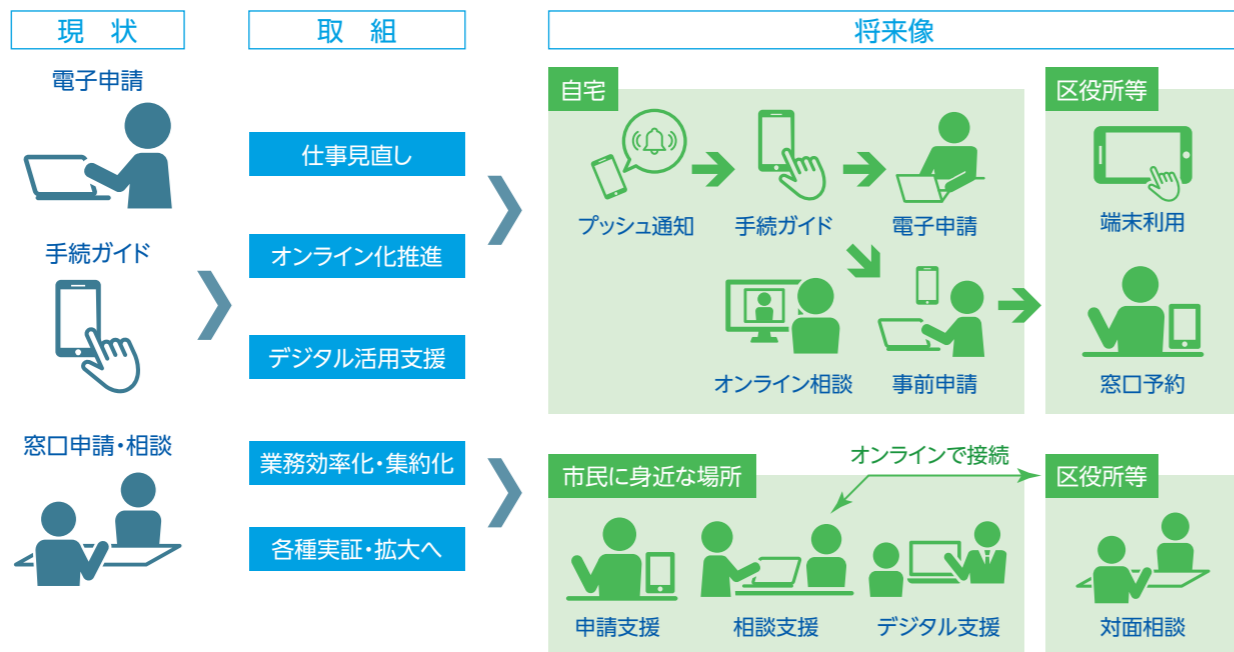 現 状
取 組
将来像
電子申請
手続ガイド
窓口申請・相談
仕事見直し
オンライン化推進
デジタル活用支援
業務効率化・集約化
各種実証・拡大へ
自宅
プッシュ通知
手続ガイド
電子申請
オンライン相談
事前申請
区役所等
端末利用
窓口予約
市民に身近な場所
オンラインで接続
申請支援
相談支援
デジタル支援
区役所等
対面相談